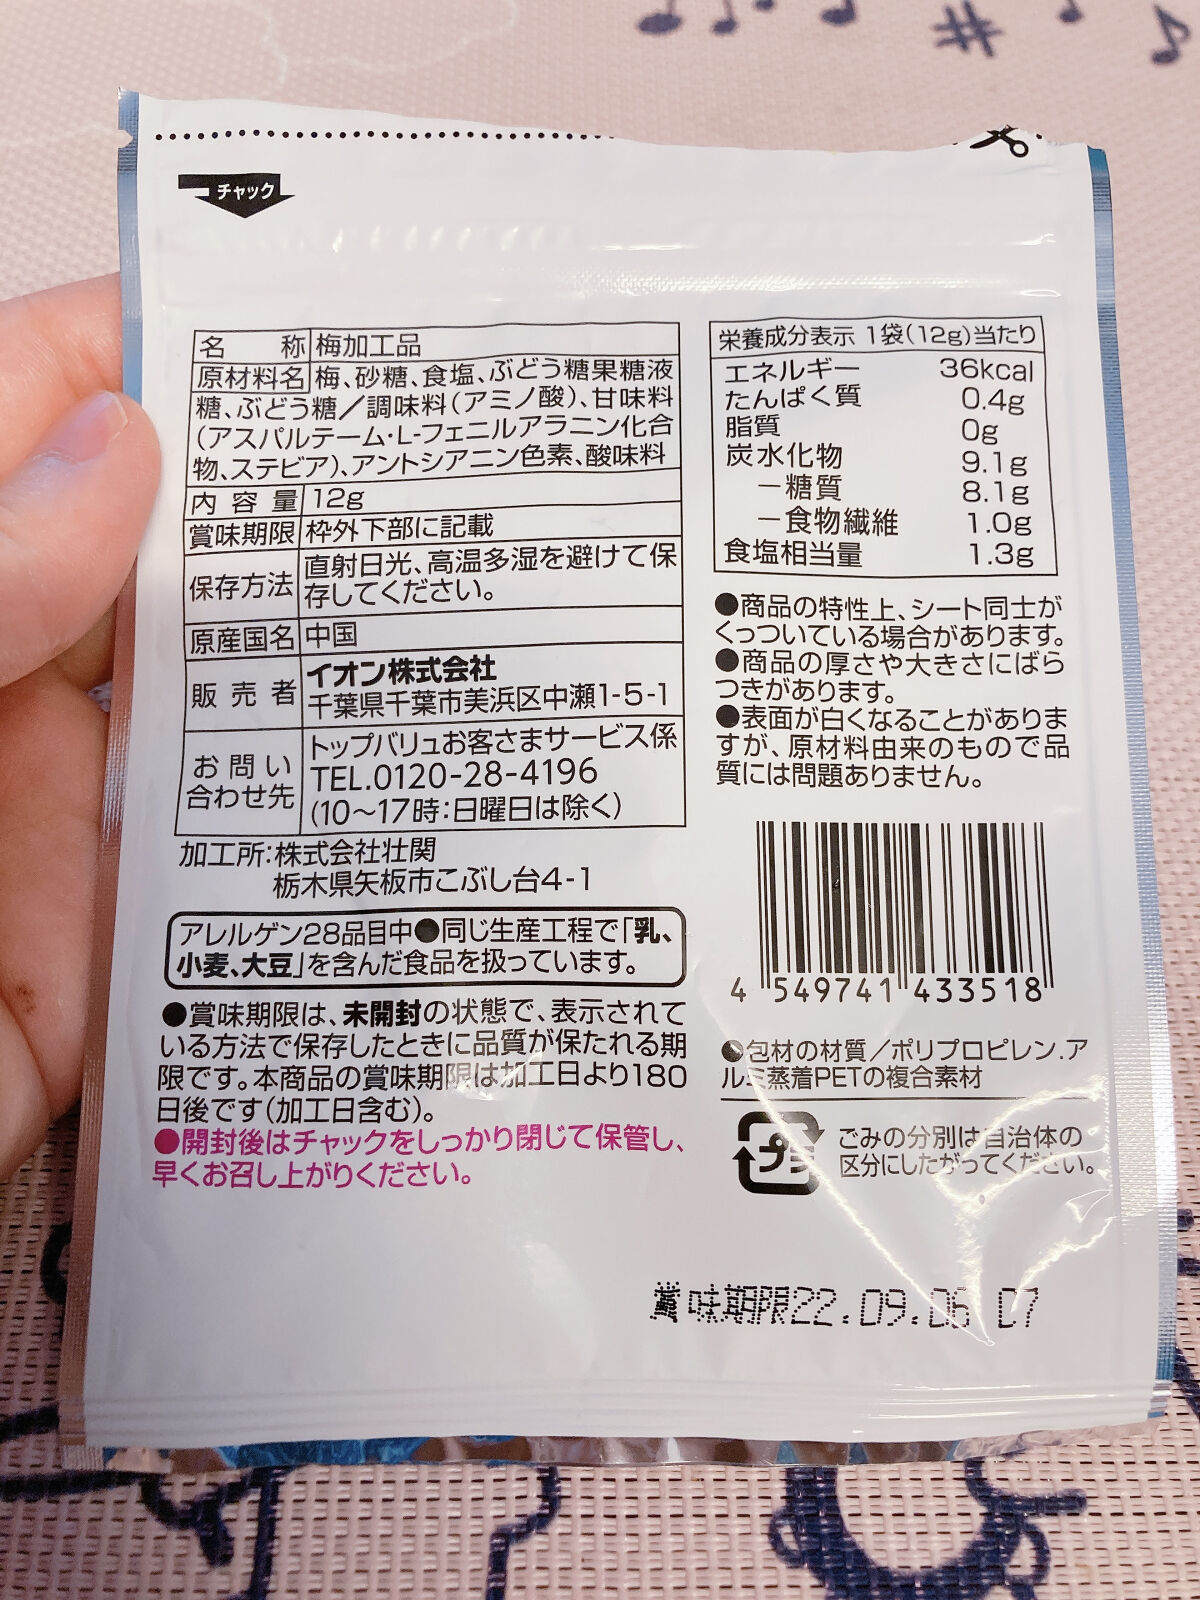 チャック
名称 梅加工品
原材料名 梅、砂糖、食塩、ぶどう糖果糖液
糖、ぶどう糖/調味料(アミノ酸)、甘味料
(アスパルテーム・L-フェニルアラニン化合
物、ステビア)、アントシアニン色素、酸味料
内容量 12g
賞味期限 枠外下部に記載
保存方法 直射日光、高温多湿を避けて保
存してください。
原産国名 中国
販売者 イオン株式会社
千葉県千葉市美浜区中瀬1-5-1
お問い合わせ先 トップバリュお客さまサービス係
TEL.0120-28-4196
(10〜17時:日曜日は除く)
加工所:株式会社壮関
栃木県矢板市こぶし台4-1
アレルゲン28品目中●同じ生産工程で「乳、
小麦、大豆」を含んだ食品を扱っています。
●賞味期限は、未開封の状態で、表示されて
いる方法で保存したときに品質が保たれる期
限です。本商品の賞味期限は加工日より180
日後です(加工日含む)。
●開封後はチャックをしっかり閉じて保管し、
早くお召し上がりください。
栄養成分表示 1袋(12g)当たり
エネルギー 36kcal
たんぱく質 0.4g
脂質 0g
炭水化物 9.1g
－糖質 8.1g
－食物繊維 1.0g
食塩相当量 1.3g
●商品の特性上、シート同士が
くっついている場合があります。
●商品の厚さや大きさにばら
つきがあります。
●表面が白くなることがありま
すが、原材料由来のもので品
質には問題ありません。
4 549741 433518
●包材の材質/ポリプロピレン.ア
ルミ蒸着PETの複合素材
プラ
ごみの分別は自治体の
区分にしたがってください。
賞味期限22.09.06 07